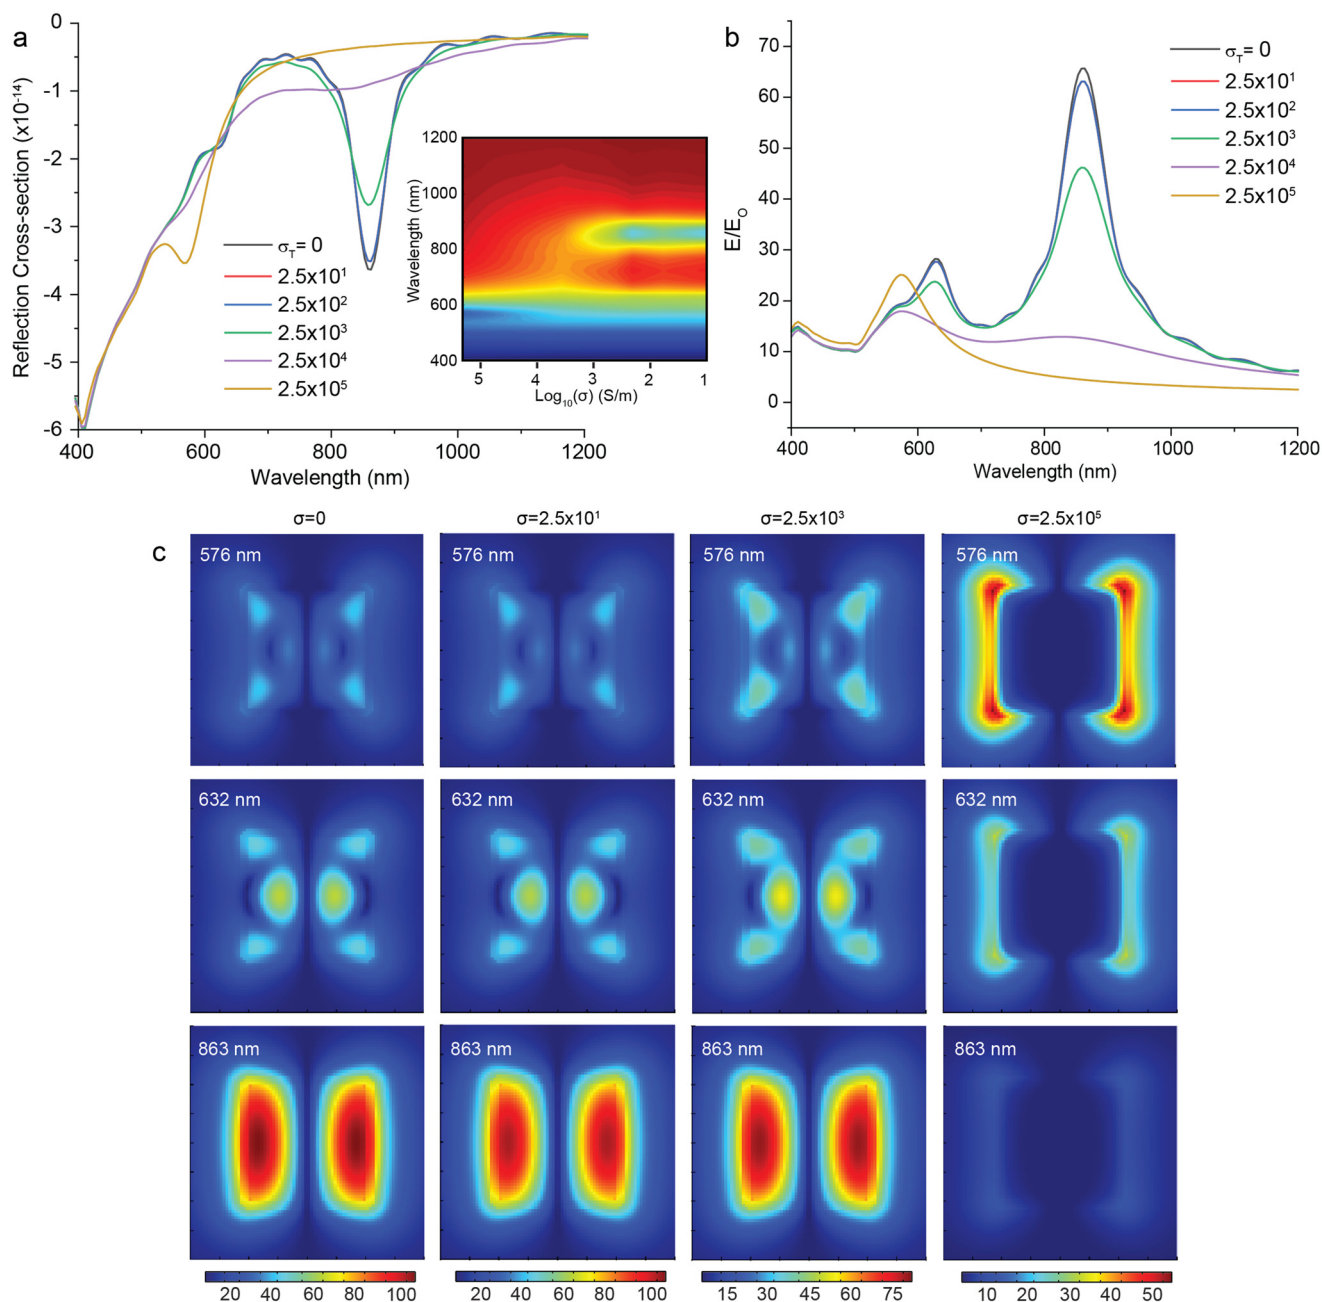 a
Reflection Cross-section (x10⁻¹⁴)
0
-1
-2
-3
-4
-5
-6
400
600
800
1000
1200
Wavelength (nm)
σT= 0
2.5x10¹
2.5x10²
2.5x10³
2.5x10⁴
2.5x10⁵
Wavelength (nm)
1200
1000
800
600
400
5
4
3
2
1
Log₁₀(σ) (S/m)
b
E/EO
70
60
50
40
30
20
10
0
400
600
800
1000
1200
Wavelength (nm)
σT= 0
2.5x10¹
2.5x10²
2.5x10³
2.5x10⁴
2.5x10⁵
c
σ=0
σ=2.5x10¹
σ=2.5x10³
σ=2.5x10⁵
576 nm
576 nm
576 nm
576 nm
632 nm
632 nm
632 nm
632 nm
863 nm
863 nm
863 nm
863 nm
20 40 60 80 100
20 40 60 80 100
15 30 45 60 75
10 20 30 40 50